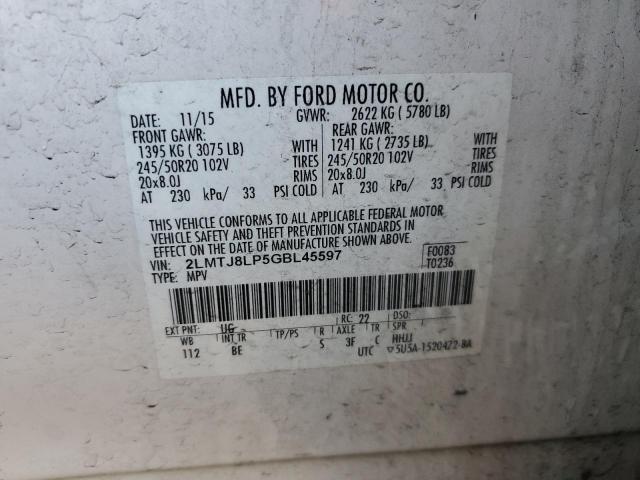 MFD. BY FORD MOTOR CO.
DATE: 11/15 GVWR: 2622 KG ( 5780 LB)
FRONT GAWR: REAR GAWR:
1395 KG ( 3075 LB) WITH 1241 KG ( 2735 LB) WITH
245/50R20 102V TIRES 245/50R20 102V TIRES
20x8.0J RIMS 20x8.0J RIMS
AT 230 kPa/ 33 PSI COLD AT 230 kPa/ 33 PSI COLD
THIS VEHICLE CONFORMS TO ALL APPLICABLE FEDERAL MOTOR
VEHICLE SAFETY AND THEFT PREVENTION STANDARDS IN
EFFECT ON THE DATE OF MANUFACTURE SHOWN ABOVE.
VIN: 2LMTJ8LP5GBL45597 F0083
TYPE: MPV T0236
EXT PNT: UG RC: 22 DSO:
WB INT TR TP/PS R AXLE TR SPR
112 BE S 3F C HHJJ
UTC 5U5A-1520472-BA